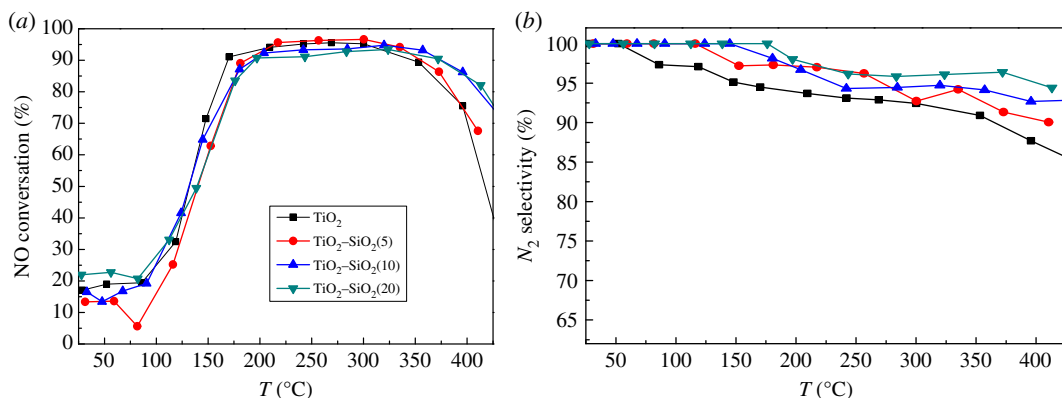 (a)
100
90
80
70
60
50
40
30
20
10
0
NO conversation (%)
TiO2
TiO2–SiO2(5)
TiO2–SiO2(10)
TiO2–SiO2(20)
50 100 150 200 250 300 350 400
T (°C)
(b)
100
95
90
85
80
75
70
65
N2 selectivity (%)
50 100 150 200 250 300 350 400
T (°C)